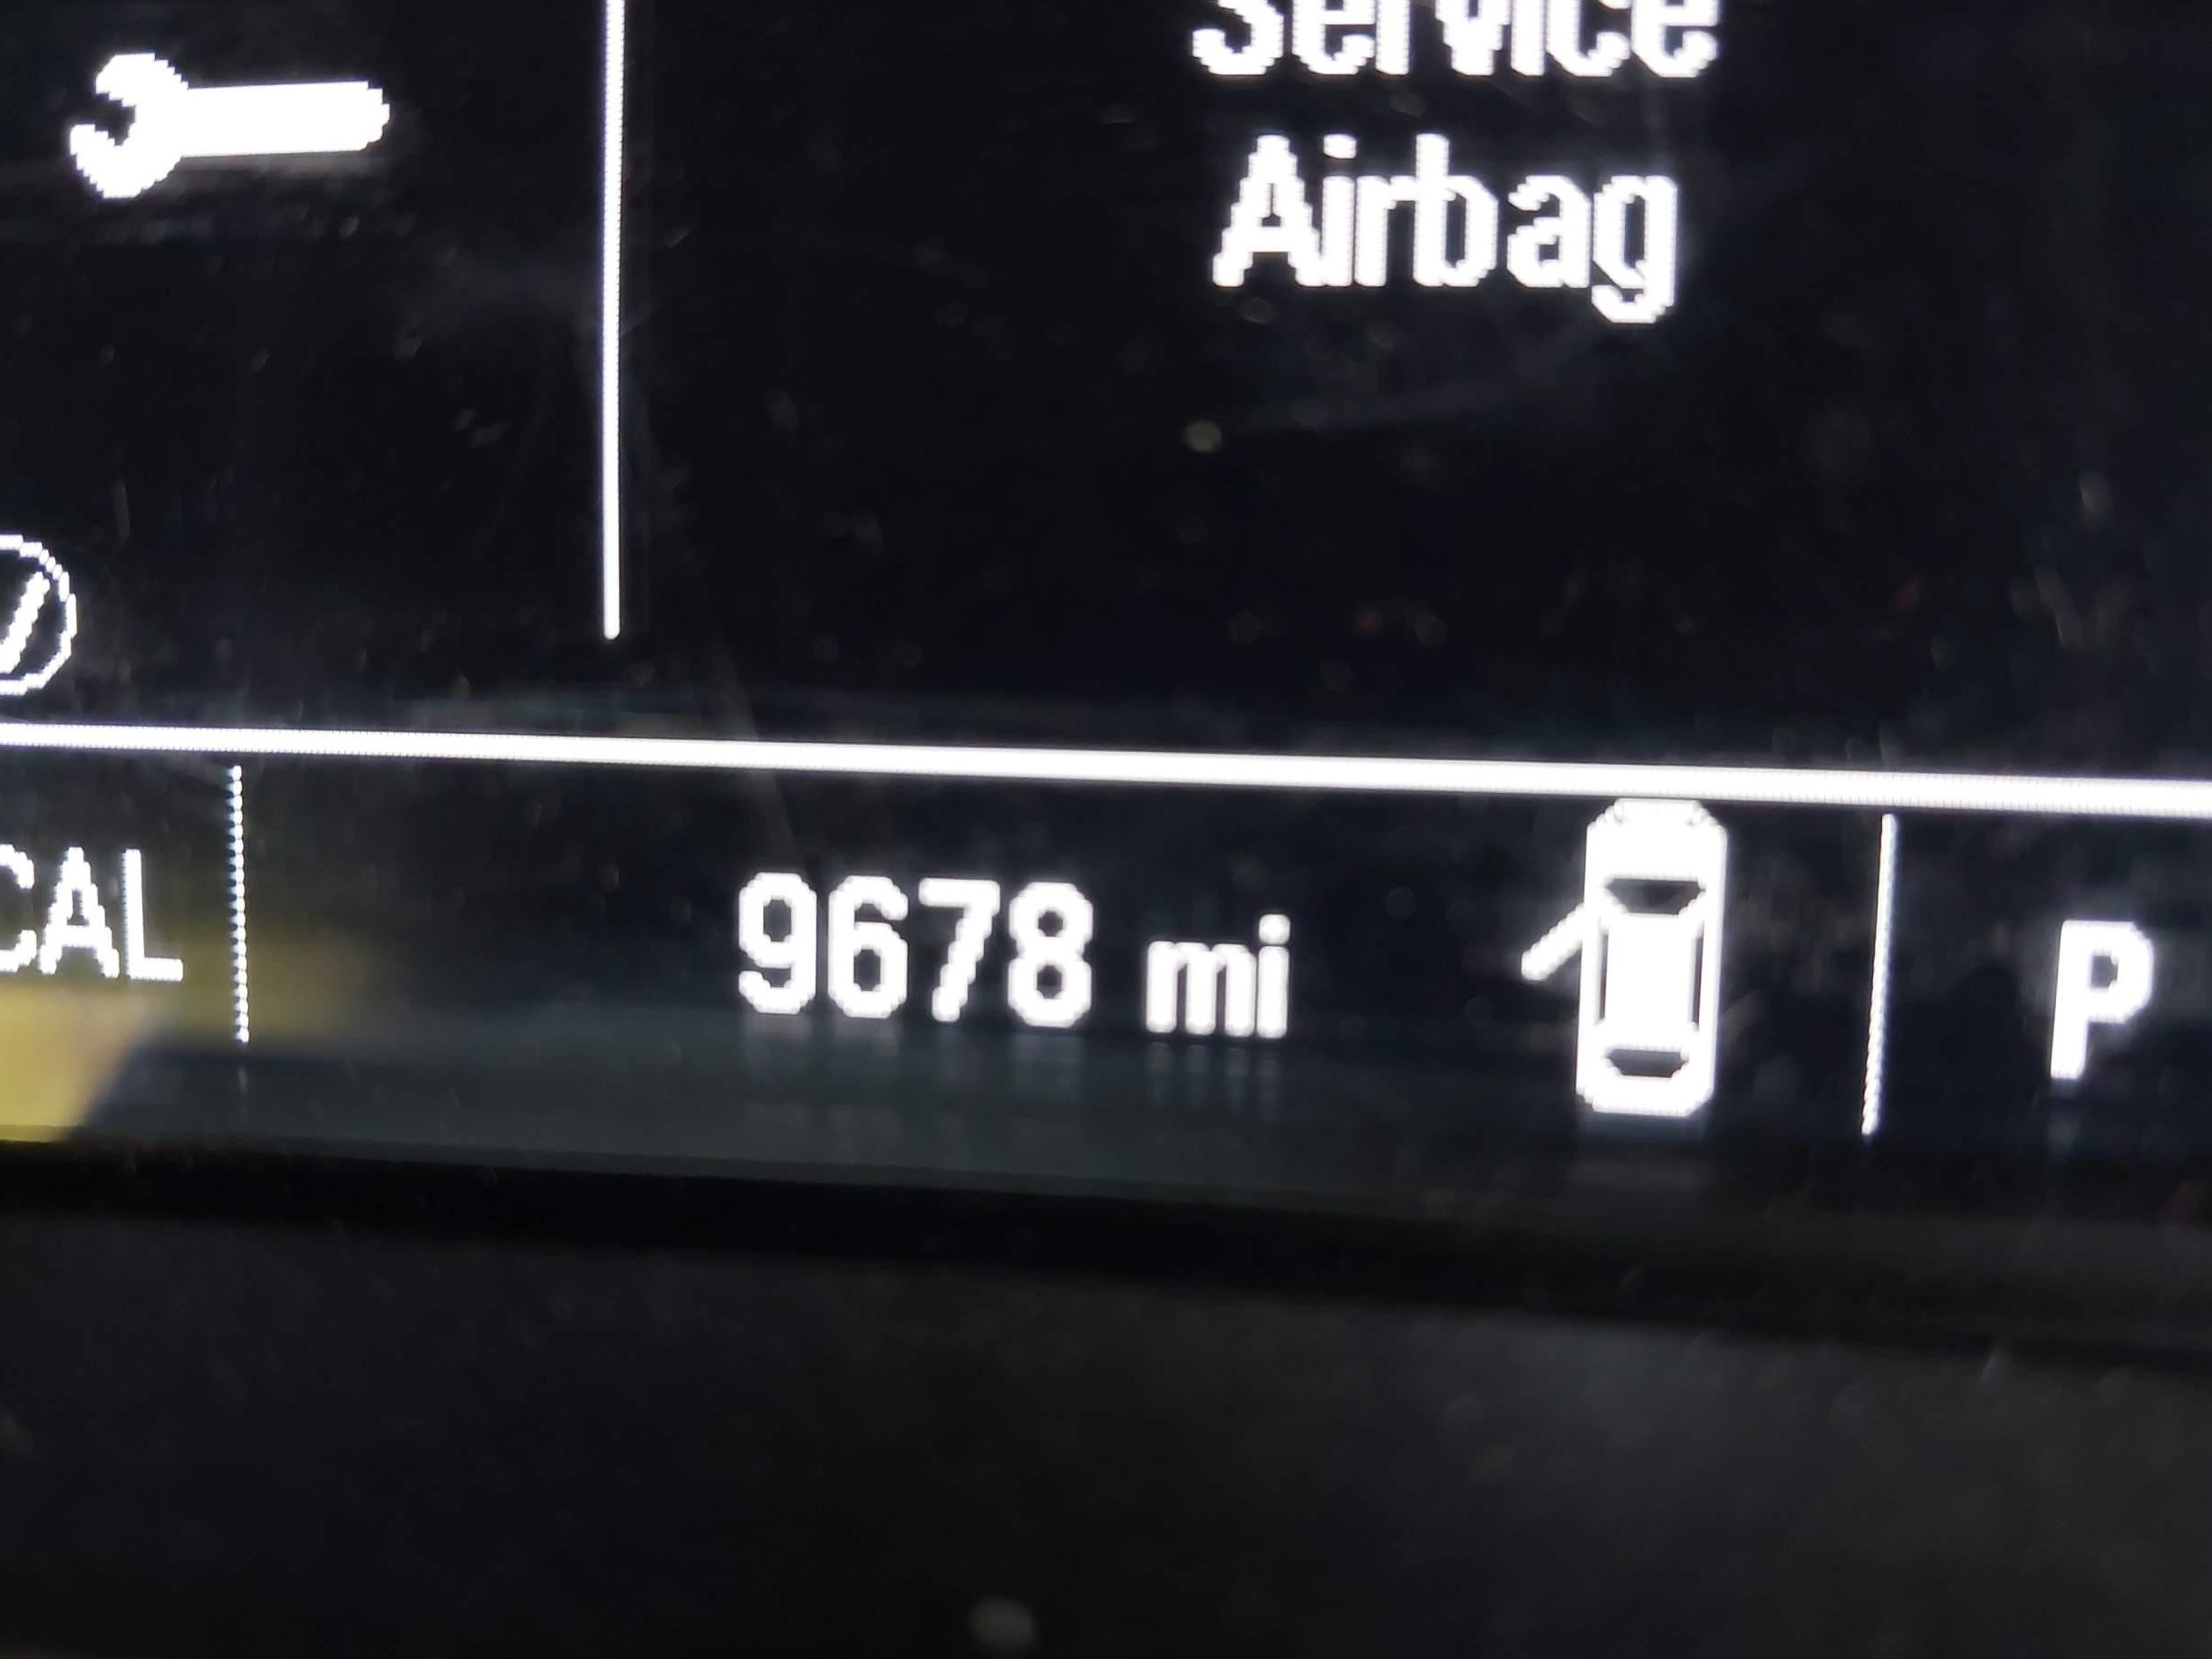 Service
Airbag
CAL
9678 mi
P